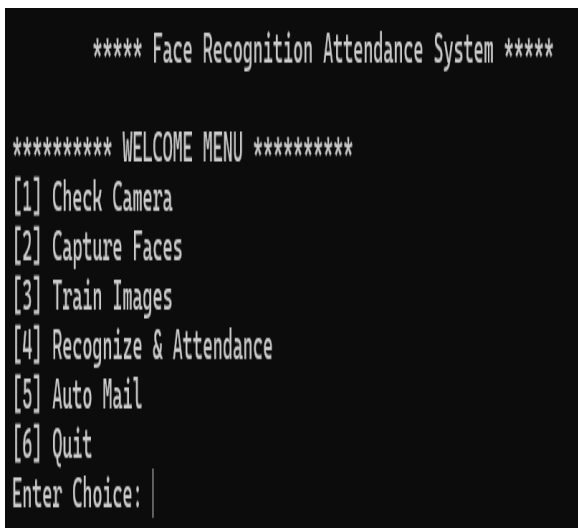 ***** Face Recognition Attendance System *****
********** WELCOME MENU **********
[1] Check Camera
[2] Capture Faces
[3] Train Images
[4] Recognize & Attendance
[5] Auto Mail
[6] Quit
Enter Choice: